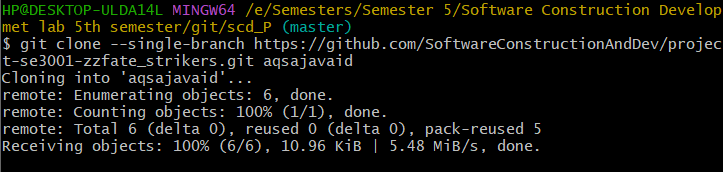 HP@DESKTOP-ULDA14L MINGW64 /e/Semesters/Semester 5/Software Construction Develop
met lab 5th semester/git/scd_P (master)
$ git clone --single-branch https://github.com/SoftwareConstructionAndDev/projec
t-se3001-zzfate_strikers.git aqsajavaid
Cloning into 'aqsajavaid'...
remote: Enumerating objects: 6, done.
remote: Counting objects: 100% (1/1), done.
remote: Total 6 (delta 0), reused 0 (delta 0), pack-reused 5
Receiving objects: 100% (6/6), 10.96 KiB | 5.48 MiB/s, done.